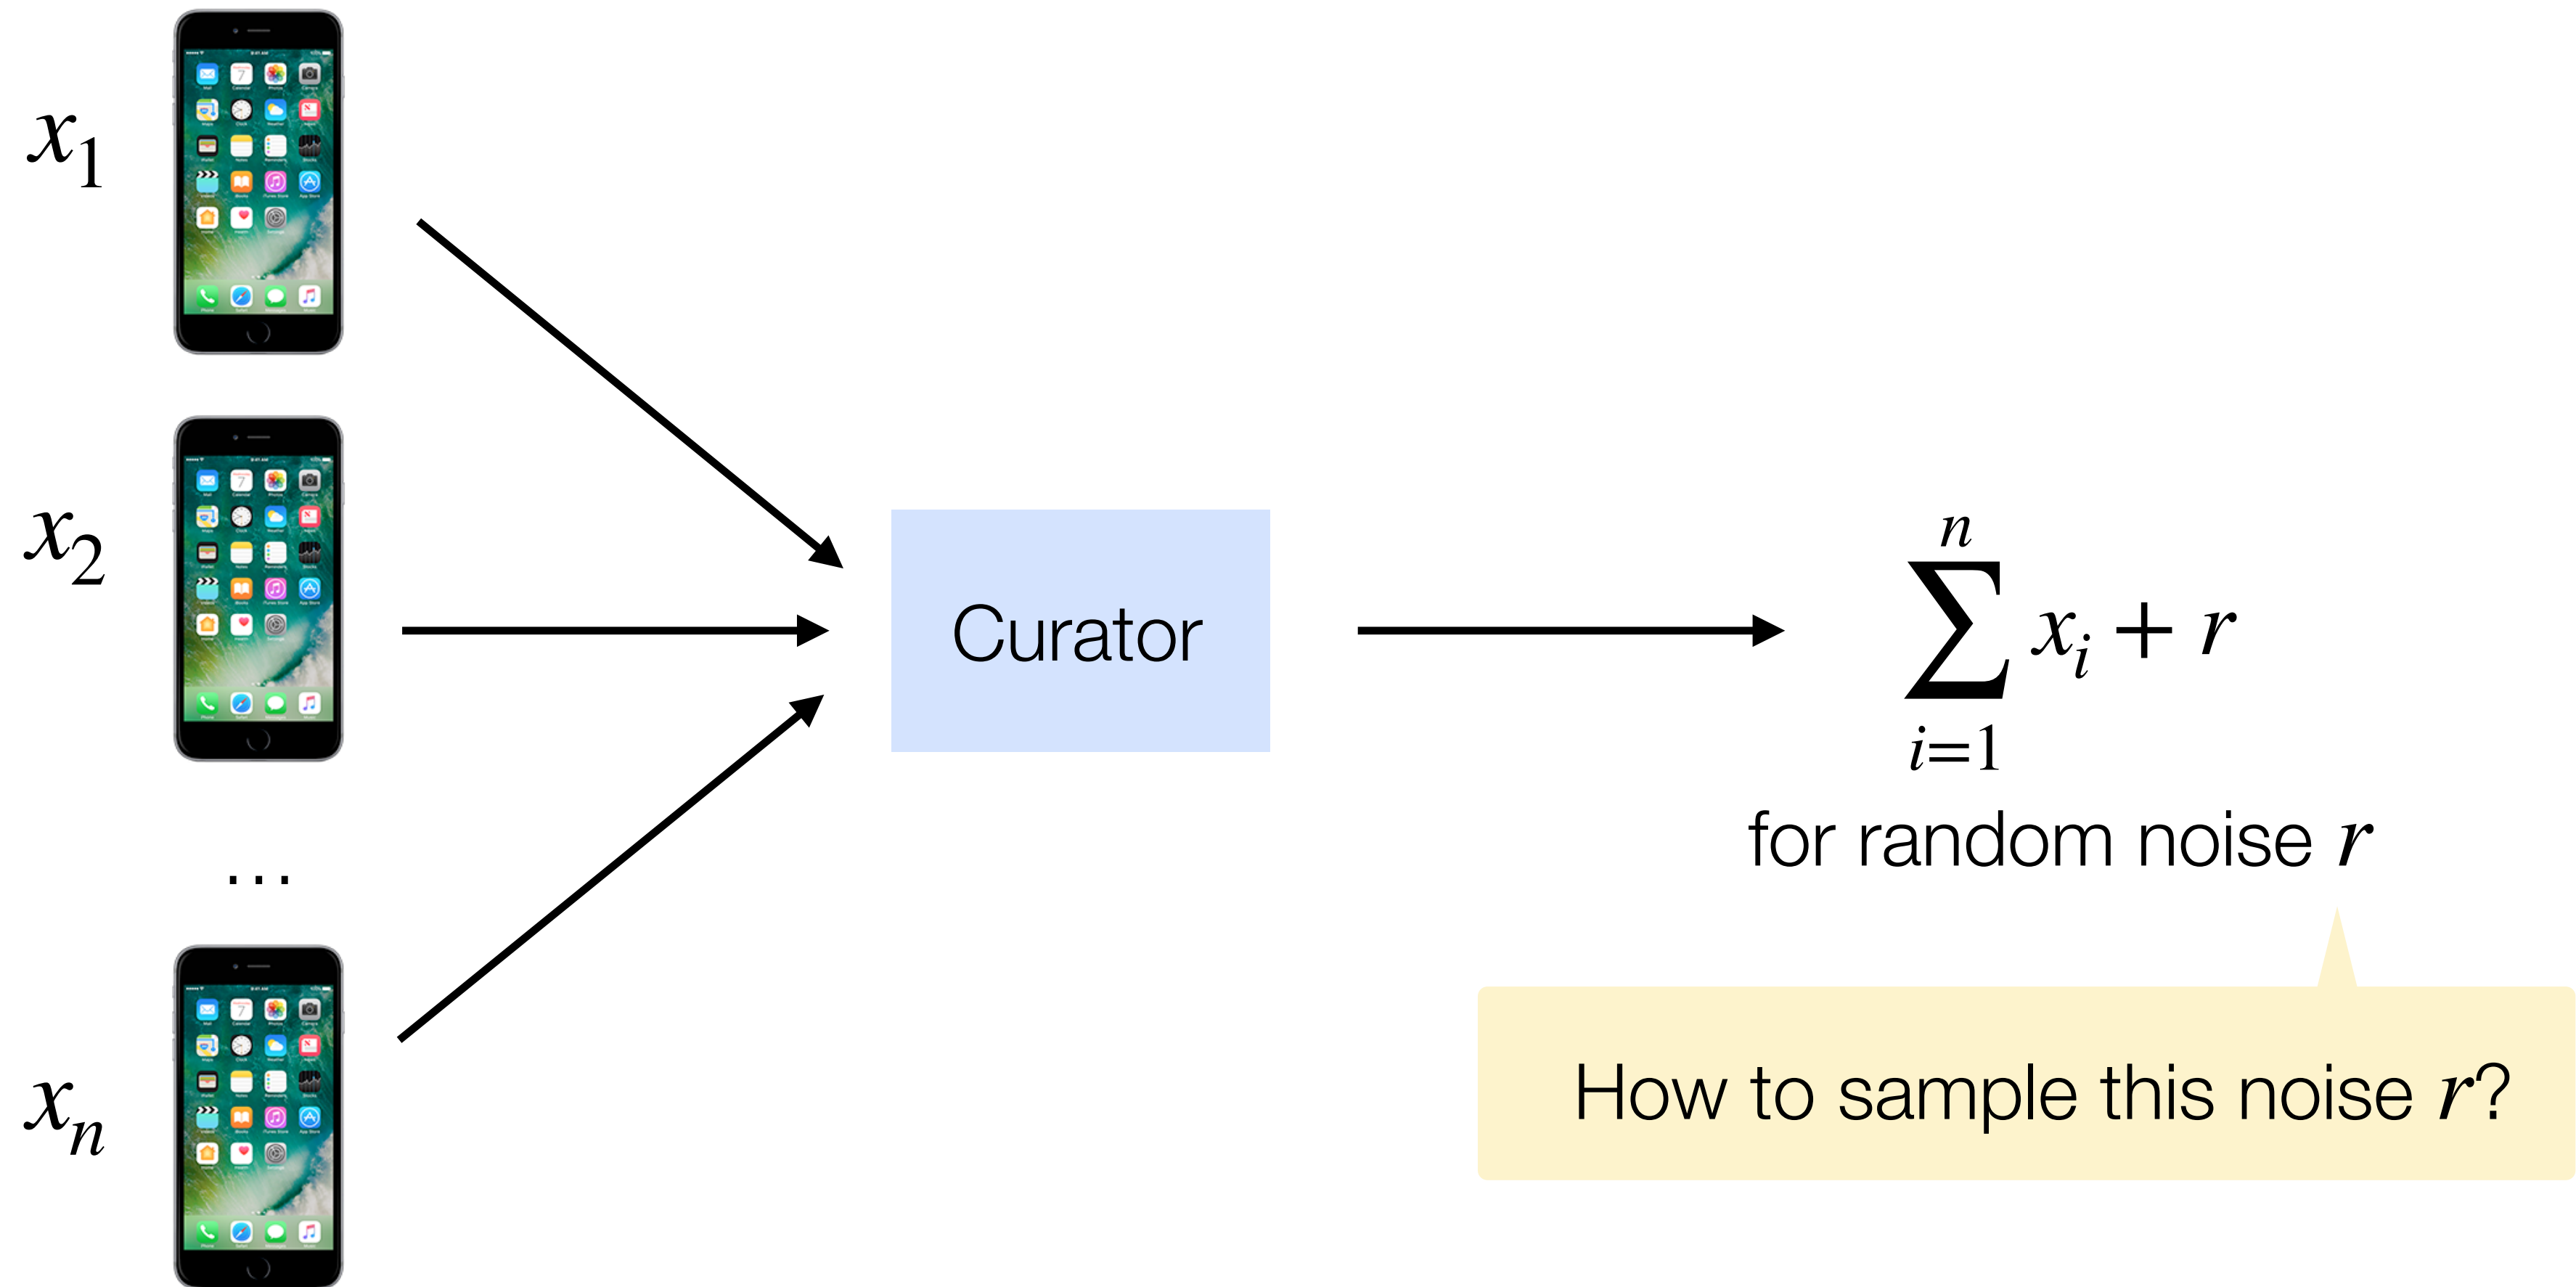 x₁
x₂
...
xₙ
Curator
n
∑ xᵢ + r
i=1
for random noise r
How to sample this noise r?